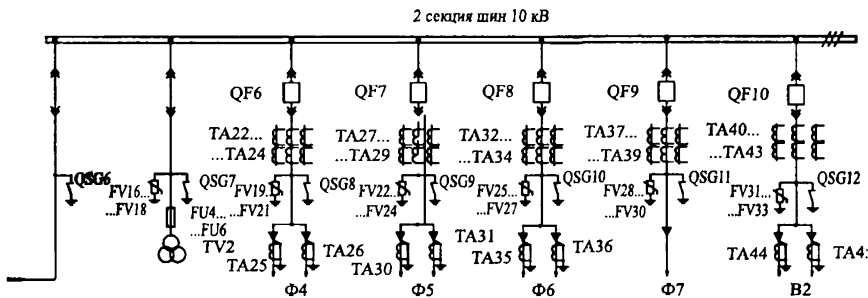 2 секция шин 10 кВ
QF6 QF7 QF8 QF9 QF10
TA22... TA27... TA32... TA37... TA40...
...TA24 ...TA29 ...TA34 ...TA39 ...TA43
QSG6 QSG7 QSG8 QSG9 QSG10 QSG11 QSG12
FV16... FV19... FV22... FV25... FV28... FV31...
...FV18 ...FV21 ...FV24 ...FV27 ...FV30 ...FV33
FU4...
...FU6
TV2
TA25 TA26 TA30 TA31 TA35 TA36 TA44
Ф4 Ф5 Ф6 Ф7 В2